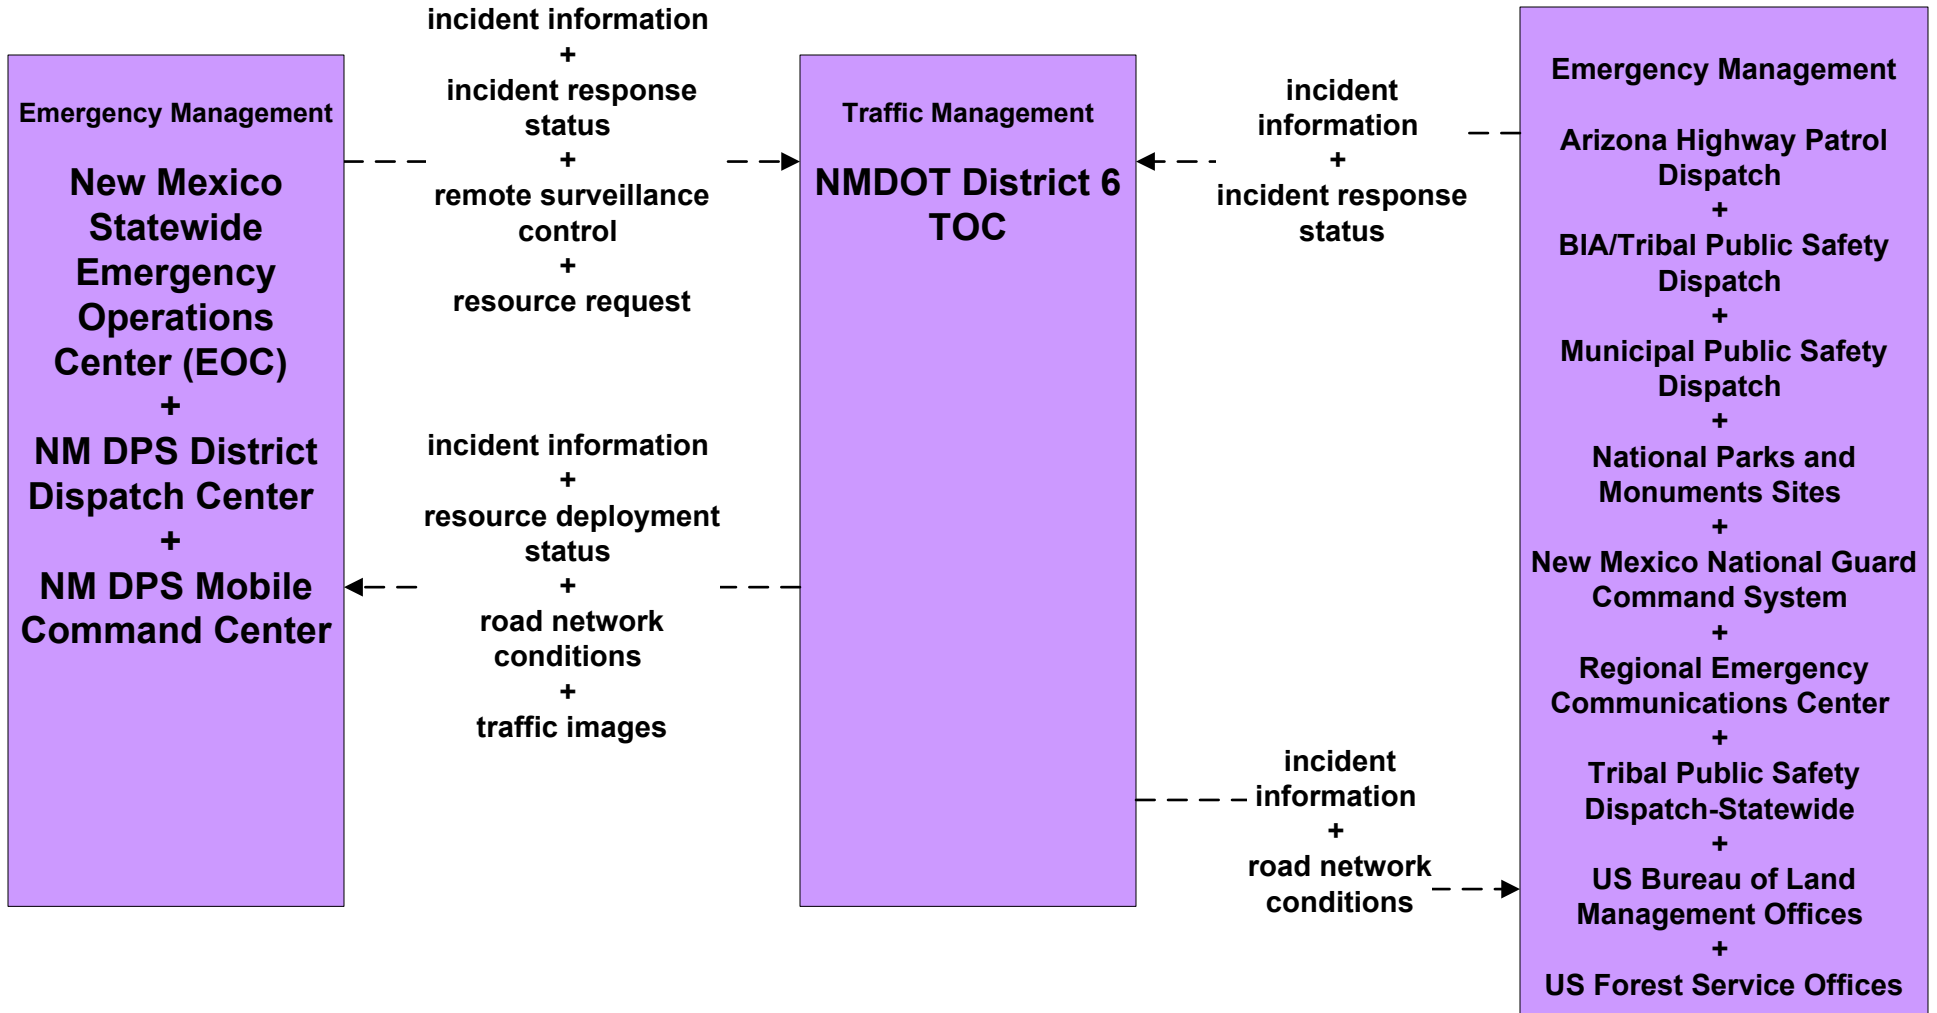 Emergency Management
New Mexico
Statewide
Emergency
Operations
Center (EOC)
+
NM DPS District
Dispatch Center
+
NM DPS Mobile
Command Center
incident information
+
incident response
status
+
remote surveillance
control
+
resource request
incident information
+
resource deployment
status
+
road network
conditions
+
traffic images
Traffic Management
NMDOT District 6
TOC
incident
information
+
incident response
status
incident
information
+
road network
conditions
Emergency Management
Arizona Highway Patrol
Dispatch
+
BIA/Tribal Public Safety
Dispatch
+
Municipal Public Safety
Dispatch
+
National Parks and
Monuments Sites
+
New Mexico National Guard
Command System
+
Regional Emergency
Communications Center
+
Tribal Public Safety
Dispatch-Statewide
+
US Bureau of Land
Management Offices
+
US Forest Service Offices